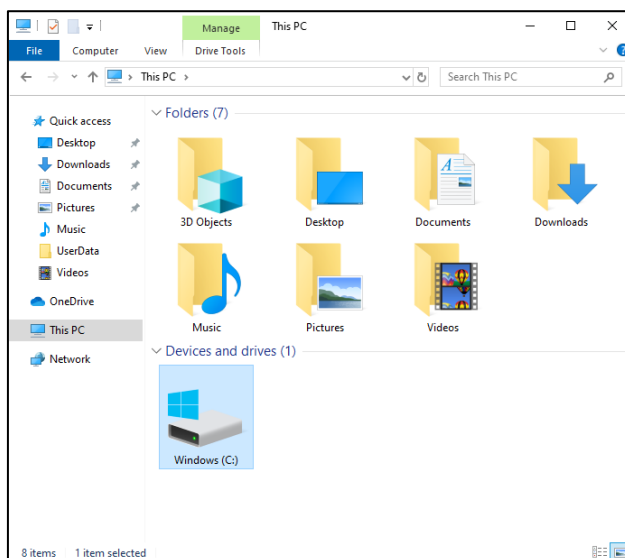 Manage
This PC
File
Computer
View
Drive Tools
This PC
Search This PC
Quick access
Desktop
Downloads
Documents
Pictures
Music
UserData
Videos
OneDrive
This PC
Network
Folders (7)
3D Objects
Desktop
Documents
Downloads
Music
Pictures
Videos
Devices and drives (1)
Windows (C:)
8 items
1 item selected